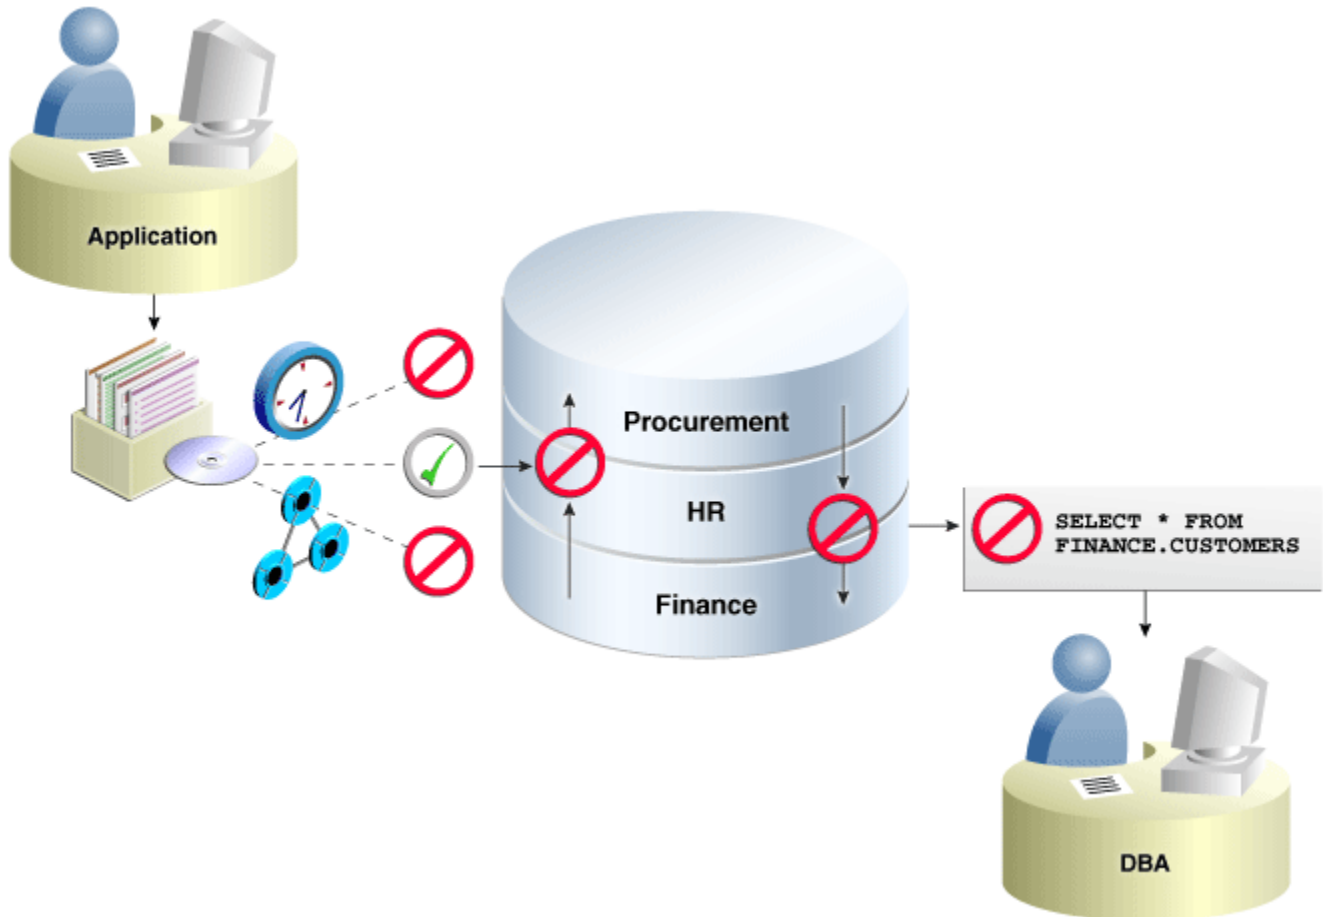 Application
Procurement
HR
Finance
SELECT * FROM
FINANCE.CUSTOMERS
DBA